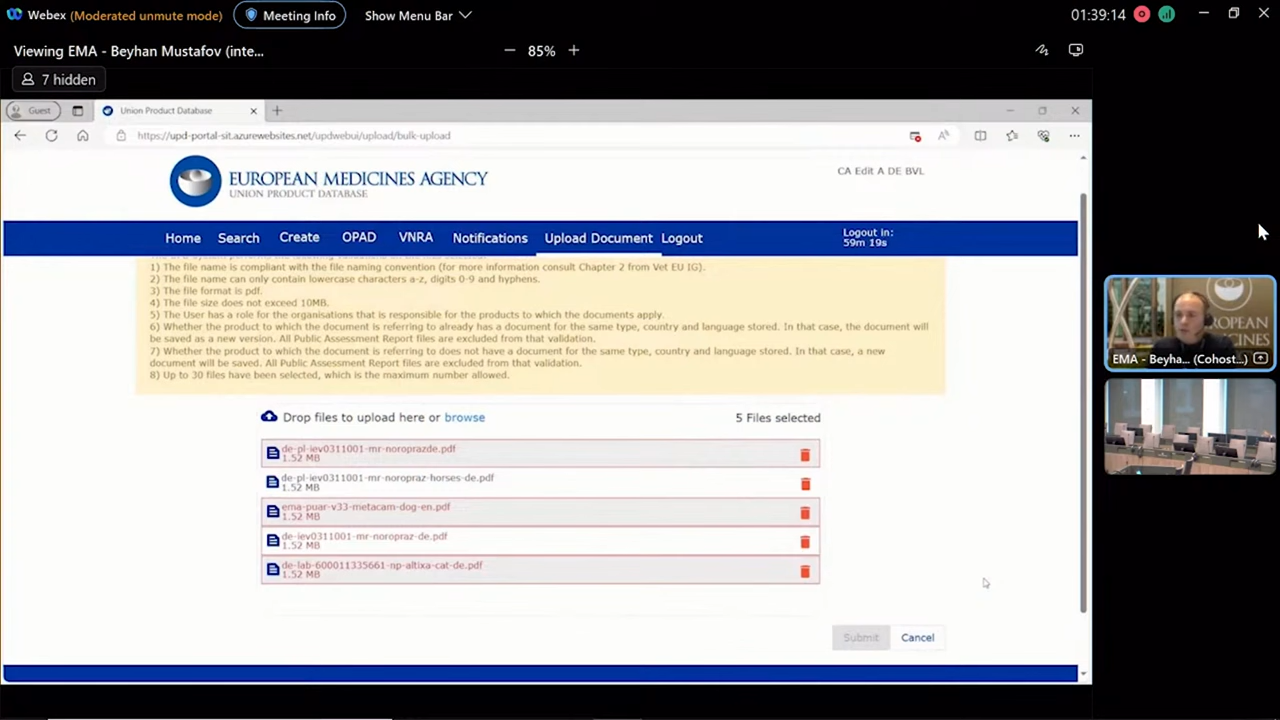 Webex (Moderated unmute mode) Meeting Info Show Menu Bar 01:39:14
Viewing EMA - Beyhan Mustafov (inte... 85%
7 hidden
Guest Union Product Database
https://upd-portal-sit.azurewebsites.net/updwebui/upload/bulk-upload
EUROPEAN MEDICINES AGENCY
UNION PRODUCT DATABASE
CA Edit A DE BVL
Home Search Create OPAD VNRA Notifications Upload Document Logout
Logout In:
59m 19s
1) The file name is compliant with the file naming convention (for more information consult Chapter 2 from Vet EU IG).
2) The file name can only contain lowercase characters a-z, digits 0-9 and hyphens.
3) The file format is pdf.
4) The file size does not exceed 10MB.
5) The User has a role for the organisations that is responsible for the products to which the documents apply.
6) Whether the product to which the document is referring to already has a document for the same type, country and language stored. In that case, the document will
be saved as a new version. All Public Assessment Report files are excluded from that validation.
7) Whether the product to which the document is referring to does not have a document for the same type, country and language stored. In that case, a new
document will be saved. All Public Assessment Report files are excluded from that validation.
8) Up to 30 files have been selected, which is the maximum number allowed.
Drop files to upload here or browse 5 Files selected
de-pl-iev0311001-mr-noroprazde.pdf
1.52 MB
de-pl-iev0311001-mr-noropraz-horses-de.pdf
1.52 MB
ema-puar-v33-metacam-dog-en.pdf
1.52 MB
de-iev0311001-mr-noropraz-de.pdf
1.52 MB
de-lab-600011335661-np-altixa-cat-de.pdf
1.52 MB
Submit Cancel
EUROPEAN
MEDICINES
EMA - Beyha... (Cohost...)